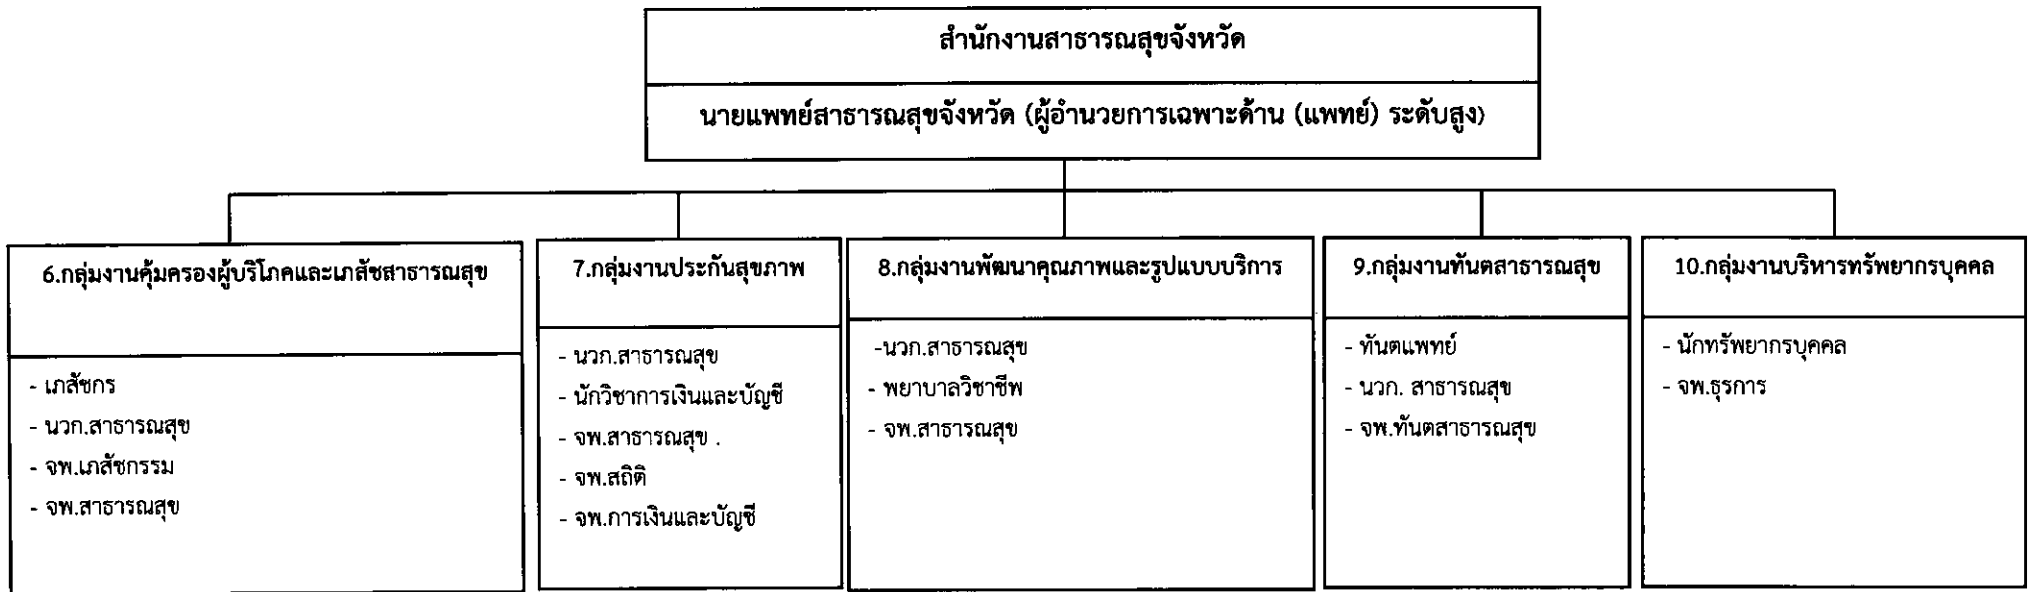 สำนักงานสาธารณสุขจังหวัด
นายแพทย์สาธารณสุขจังหวัด (ผู้อำนวยการเฉพาะด้าน (แพทย์) ระดับสูง)
6.กลุ่มงานคุ้มครองผู้บริโภคและเภสัชสาธารณสุข
- เภสัชกร
- นวก.สาธารณสุข
- จพ.เภสัชกรรม
- จพ.สาธารณสุข
7.กลุ่มงานประกันสุขภาพ
- นวก.สาธารณสุข
- นักวิชาการเงินและบัญชี
- จพ.สาธารณสุข .
- จพ.สถิติ
- จพ.การเงินและบัญชี
8.กลุ่มงานพัฒนาคุณภาพและรูปแบบบริการ
-นวก.สาธารณสุข
- พยาบาลวิชาชีพ
- จพ.สาธารณสุข
9.กลุ่มงานทันตสาธารณสุข
- ทันตแพทย์
- นวก. สาธารณสุข
- จพ.ทันตสาธารณสุข
10.กลุ่มงานบริหารทรัพยากรบุคคล
- นักทรัพยากรบุคคล
- จพ.ธุรการ